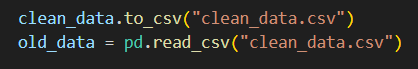 clean_data.to_csv("clean_data.csv")
old_data = pd.read_csv("clean_data.csv")